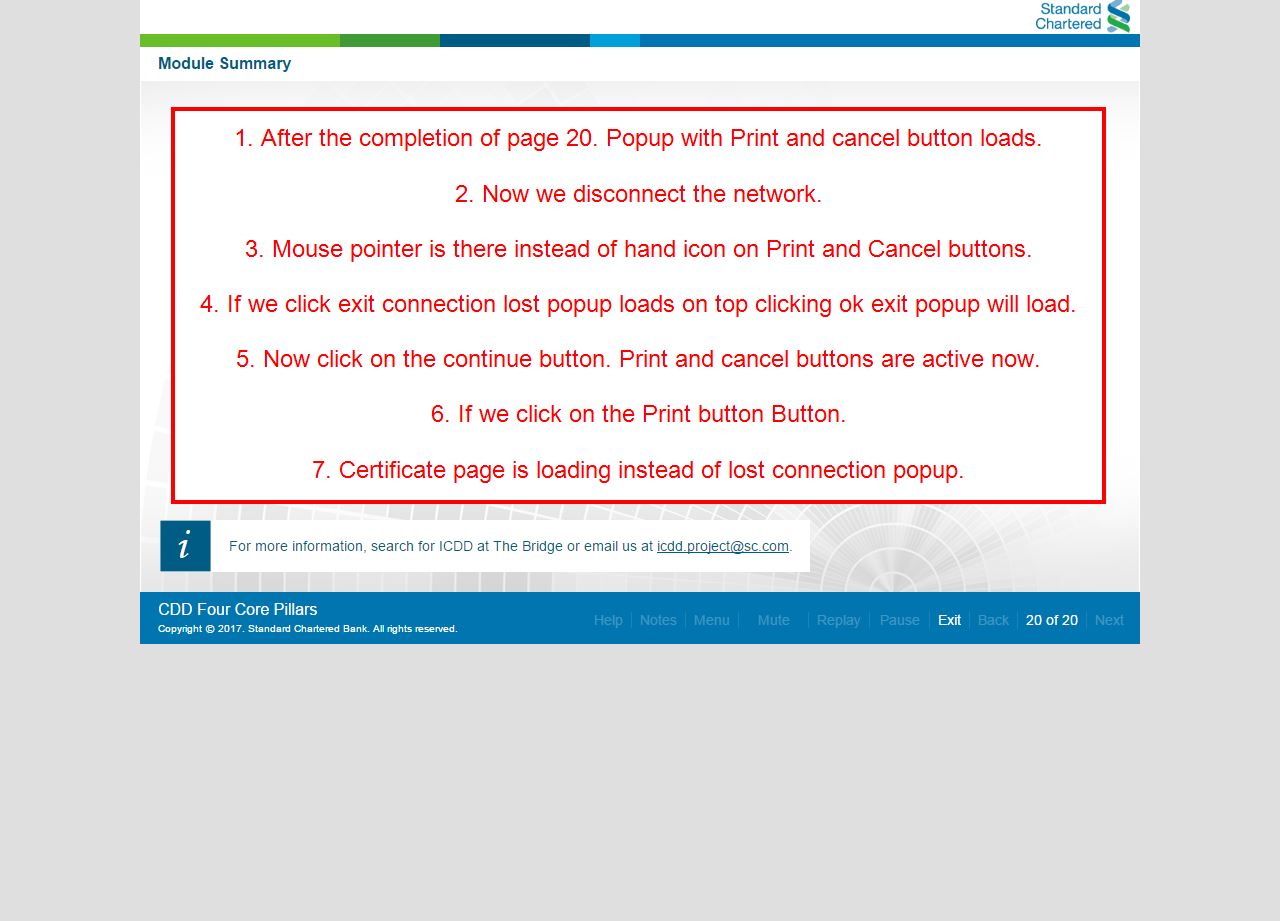 Standard
Chartered
Module Summary
1. After the completion of page 20. Popup with Print and cancel button loads.
2. Now we disconnect the network.
3. Mouse pointer is there instead of hand icon on Print and Cancel buttons.
4. If we click exit connection lost popup loads on top clicking ok exit popup will load.
5. Now click on the continue button. Print and cancel buttons are active now.
6. If we click on the Print button Button.
7. Certificate page is loading instead of lost connection popup.
i For more information, search for ICDD at The Bridge or email us at icdd.project@sc.com.
CDD Four Core Pillars
Copyright © 2017. Standard Chartered Bank. All rights reserved.
Help Notes Menu Mute Replay Pause Exit Back 20 of 20 Next